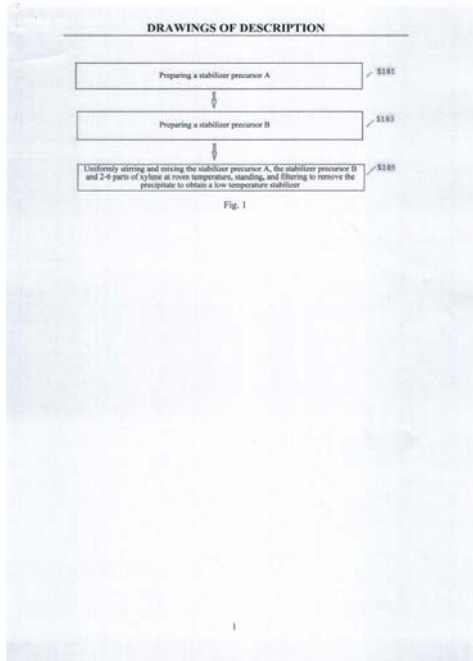 DRAWINGS OF DESCRIPTION
Preparing a stabilizer precursor A
S101
Preparing a stabilizer precursor B
S103
Uniformly stirring and mixing the stabilizer precursor A, the stabilizer precursor B
and 2-6 parts of xylene at room temperature, standing, and filtering to remove the
precipitate to obtain a low temperature stabilizer
S105
Fig. 1
1